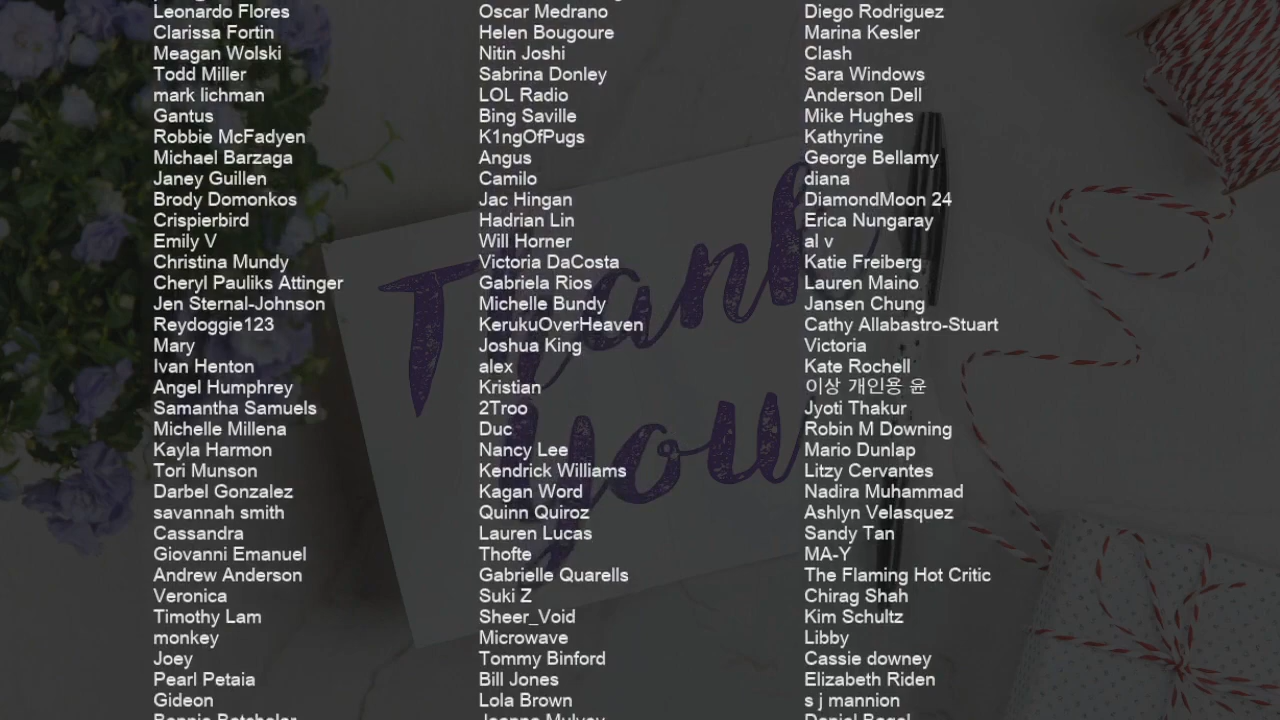 Leonardo Flores
Clarissa Fortin
Meagan Wolski
Todd Miller
mark lichman
Gantus
Robbie McFadyen
Michael Barzaga
Janey Guillen
Brody Domonkos
Crispierbird
Emily V
Christina Mundy
Cheryl Pauliks Attinger
Jen Sternal-Johnson
Reydoggie123
Mary
Ivan Henton
Angel Humphrey
Samantha Samuels
Michelle Millena
Kayla Harmon
Tori Munson
Darbel Gonzalez
savannah smith
Cassandra
Giovanni Emanuel
Andrew Anderson
Veronica
Timothy Lam
monkey
Joey
Pearl Petaia
Gideon
Oscar Medrano
Helen Bougoure
Nitin Joshi
Sabrina Donley
LOL Radio
Bing Saville
K1ngOfPugs
Angus
Camilo
Jac Hingan
Hadrian Lin
Will Horner
Victoria DaCosta
Gabriela Rios
Michelle Bundy
KerukuOverHeaven
Joshua King
alex
Kristian
2Troo
Duc
Nancy Lee
Kendrick Williams
Kagan Word
Quinn Quiroz
Lauren Lucas
Thofte
Gabrielle Quarells
Suki Z
Sheer_Void
Microwave
Tommy Binford
Bill Jones
Lola Brown
Diego Rodriguez
Marina Kesler
Clash
Sara Windows
Anderson Dell
Mike Hughes
Kathyrine
George Bellamy
diana
DiamondMoon 24
Erica Nungaray
al v
Katie Freiberg
Lauren Maino
Jansen Chung
Cathy Allabastro-Stuart
Victoria
Kate Rochell
이상 개인용 윤
Jyoti Thakur
Robin M Downing
Mario Dunlap
Litzy Cervantes
Nadira Muhammad
Ashlyn Velasquez
Sandy Tan
MA-Y
The Flaming Hot Critic
Chirag Shah
Kim Schultz
Libby
Cassie downey
Elizabeth Riden
s j mannion
Thank
you